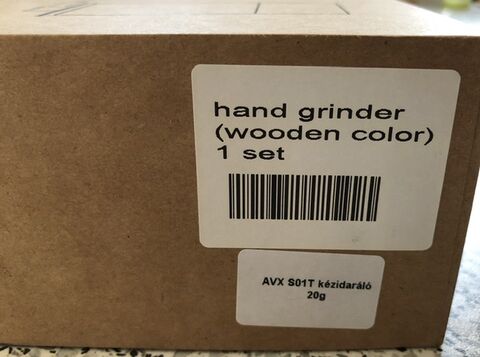 hand grinder
(wooden color)
1 set
AVX S01T kézidaráló
20g